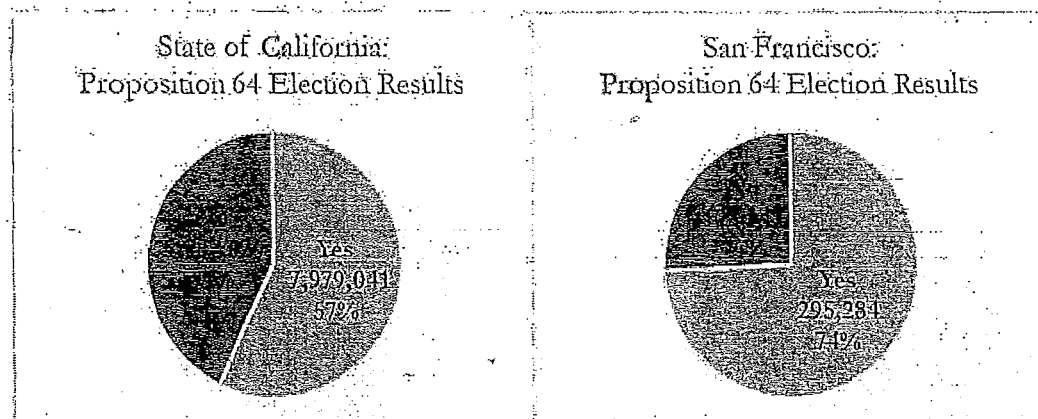 State of California:
Proposition 64 Election Results
Yes
7,979,041
57%
San Francisco:
Proposition 64 Election Results
Yes
295,284
74%